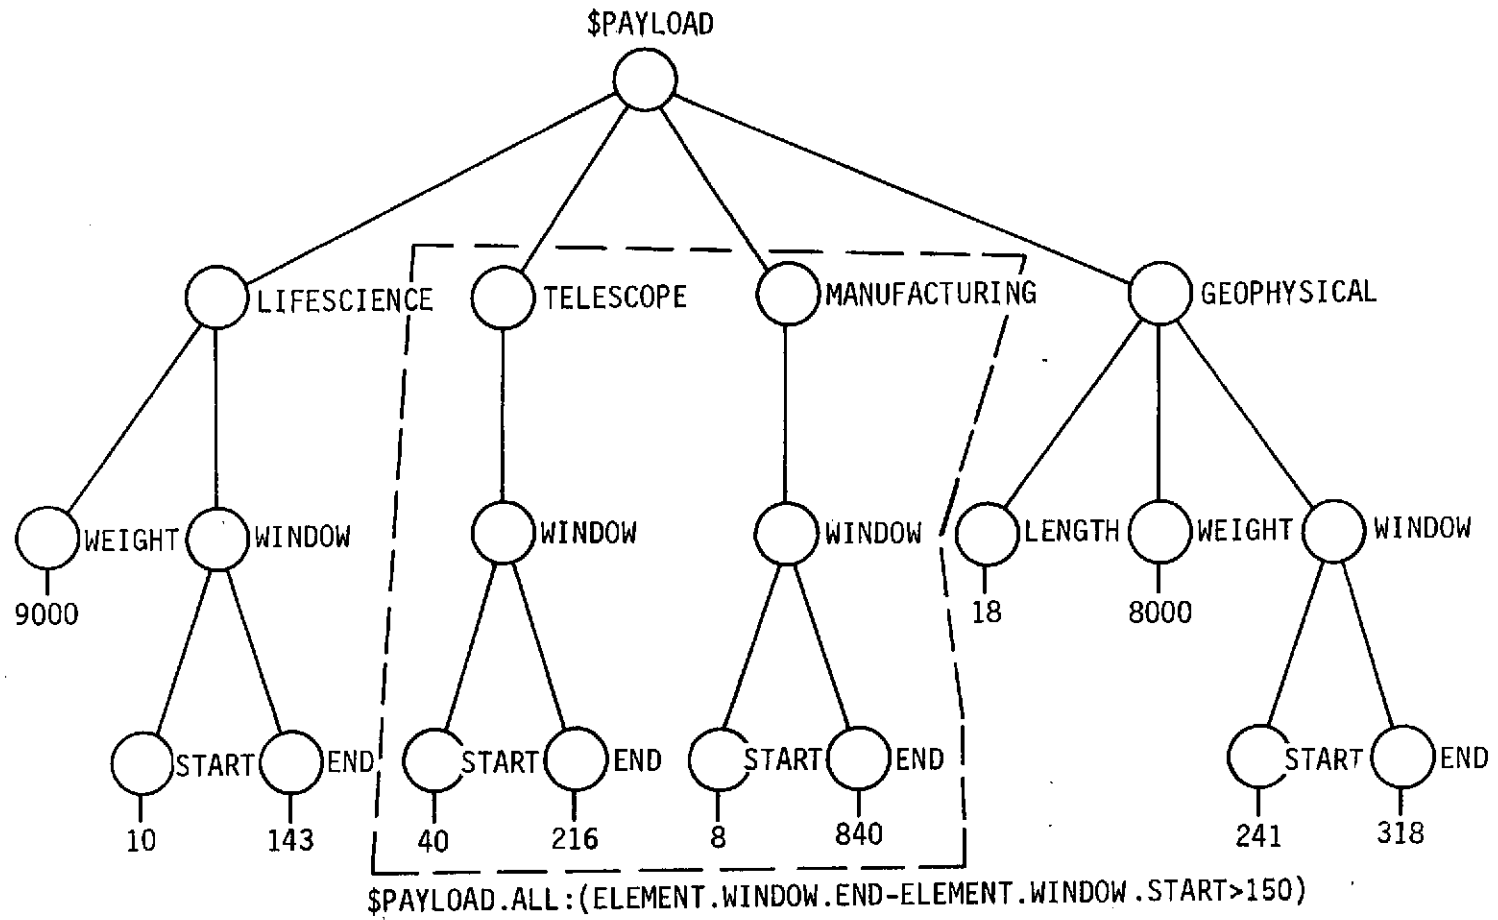 $PAYLOAD
LIFESCIENCE TELESCOPE MANUFACTURING GEOPHYSICAL
WEIGHT WINDOW WINDOW WINDOW LENGTH WEIGHT WINDOW
9000 18 8000
START END START END START END START END
10 143 40 216 8 840 241 318
$PAYLOAD.ALL:(ELEMENT.WINDOW.END-ELEMENT.WINDOW.START>150)